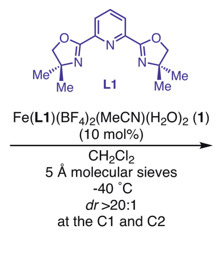 O
O
N
N
N
Me
Me
Me
Me
L1
Fe(L1)(BF4)2(MeCN)(H2O)2 (1)
(10 mol%)
CH2Cl2
5 Å molecular sieves
-40 °C
dr >20:1
at the C1 and C2